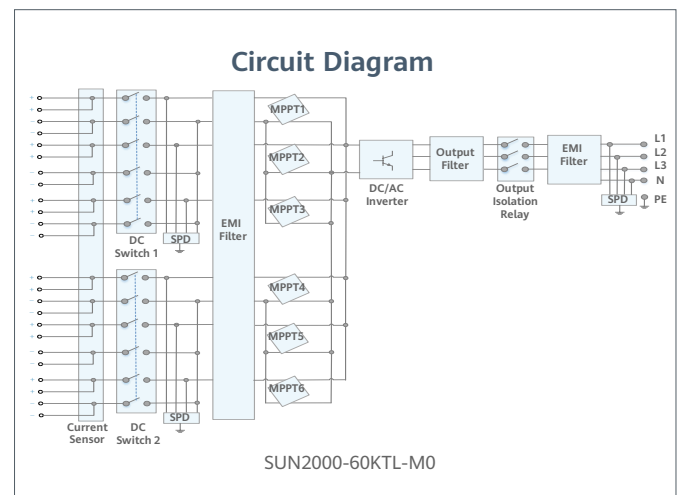 Circuit Diagram
MPPT1
MPPT2
MPPT3
MPPT4
MPPT5
MPPT6
DC
Switch 1
SPD
EMI
Filter
DC/AC
Inverter
Output
Filter
Output
Isolation
Relay
EMI
Filter
L1
L2
L3
N
SPD
PE
Current
Sensor
DC
Switch 2
SPD
SUN2000-60KTL-M0